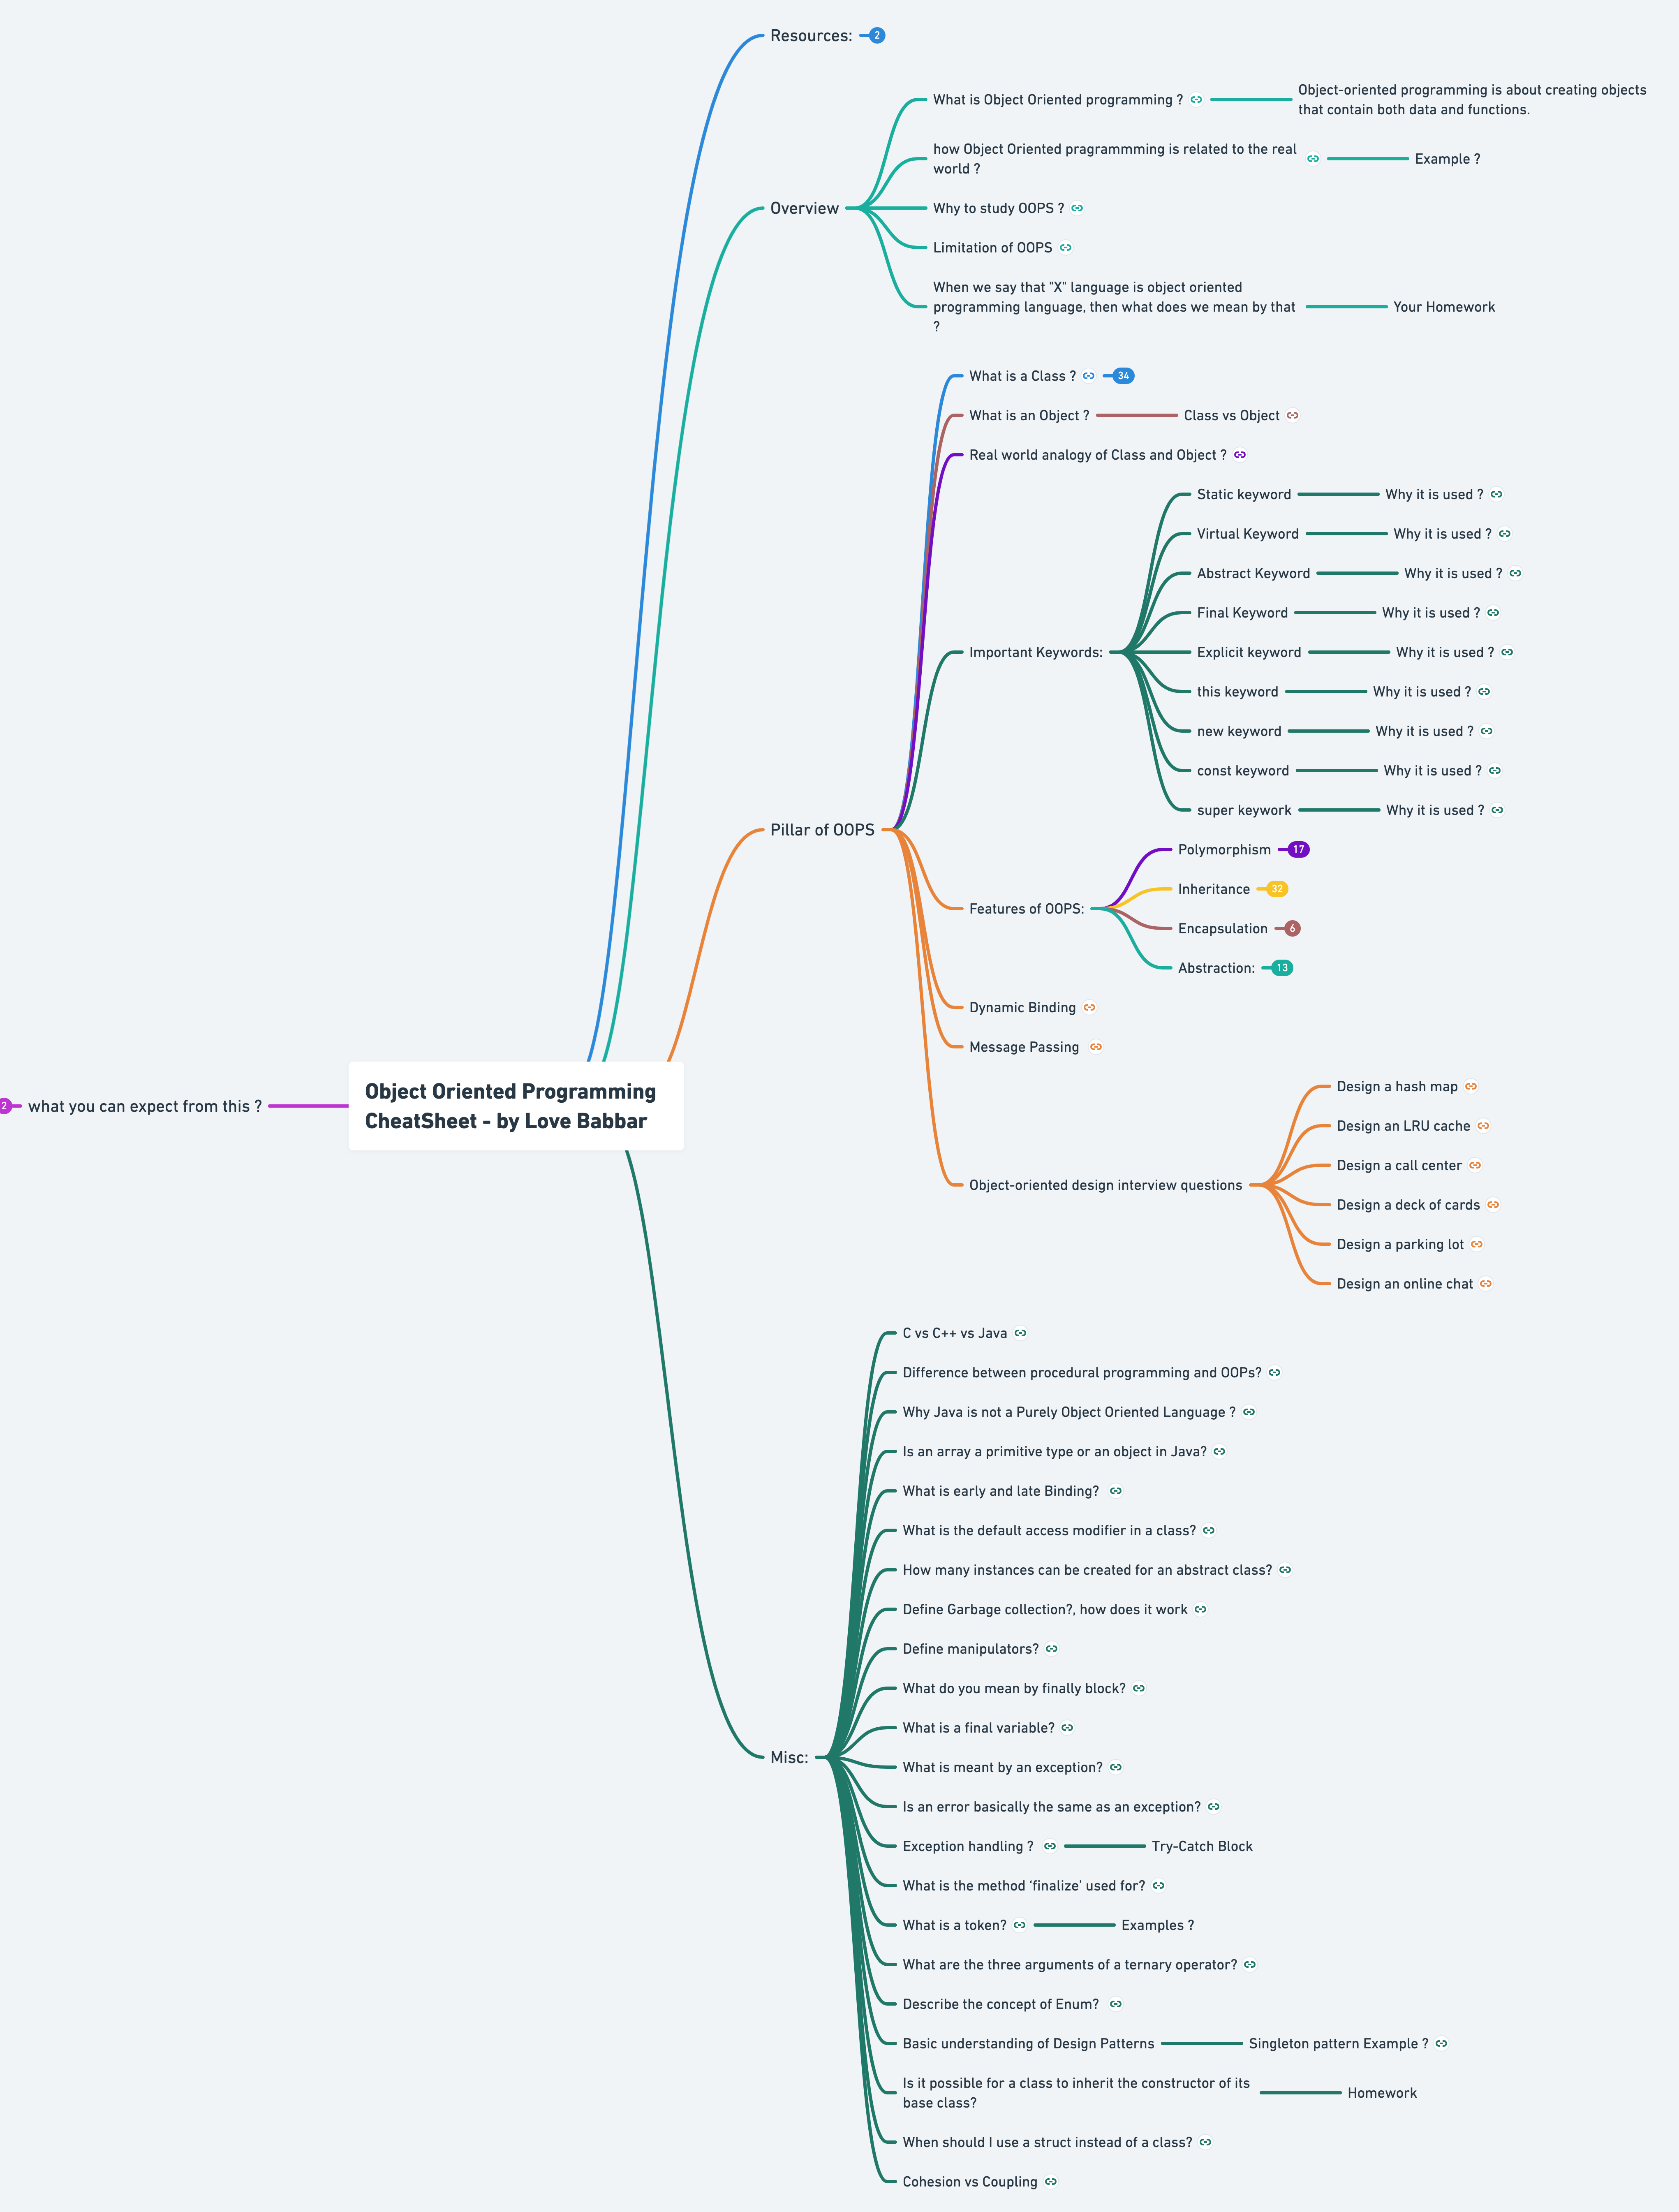 Resources:
2
What is Object Oriented programming ?
Object-oriented programming is about creating objects
that contain both data and functions.
how Object Oriented pragrammming is related to the real
world ?
Example ?
Overview
Why to study OOPS ?
Limitation of OOPS
When we say that "X" language is object oriented
programming language, then what does we mean by that
?
Your Homework
What is a Class ?
34
What is an Object ?
Class vs Object
Real world analogy of Class and Object ?
Important Keywords:
Static keyword
Why it is used ?
Virtual Keyword
Why it is used ?
Abstract Keyword
Why it is used ?
Final Keyword
Why it is used ?
Explicit keyword
Why it is used ?
this keyword
Why it is used ?
new keyword
Why it is used ?
const keyword
Why it is used ?
super keywork
Why it is used ?
Pillar of OOPS
Features of OOPS:
Polymorphism
17
Inheritance
32
Encapsulation
6
Abstraction:
13
Dynamic Binding
Message Passing
Object-oriented design interview questions
Design a hash map
Design an LRU cache
Design a call center
Design a deck of cards
Design a parking lot
Design an online chat
2
what you can expect from this ?
Object Oriented Programming
CheatSheet - by Love Babbar
Misc:
C vs C++ vs Java
Difference between procedural programming and OOPs?
Why Java is not a Purely Object Oriented Language ?
Is an array a primitive type or an object in Java?
What is early and late Binding?
What is the default access modifier in a class?
How many instances can be created for an abstract class?
Define Garbage collection?, how does it work
Define manipulators?
What do you mean by finally block?
What is a final variable?
What is meant by an exception?
Is an error basically the same as an exception?
Exception handling ?
Try-Catch Block
What is the method ‘finalize’ used for?
What is a token?
Examples ?
What are the three arguments of a ternary operator?
Describe the concept of Enum?
Basic understanding of Design Patterns
Singleton pattern Example ?
Is it possible for a class to inherit the constructor of its
base class?
Homework
When should I use a struct instead of a class?
Cohesion vs Coupling